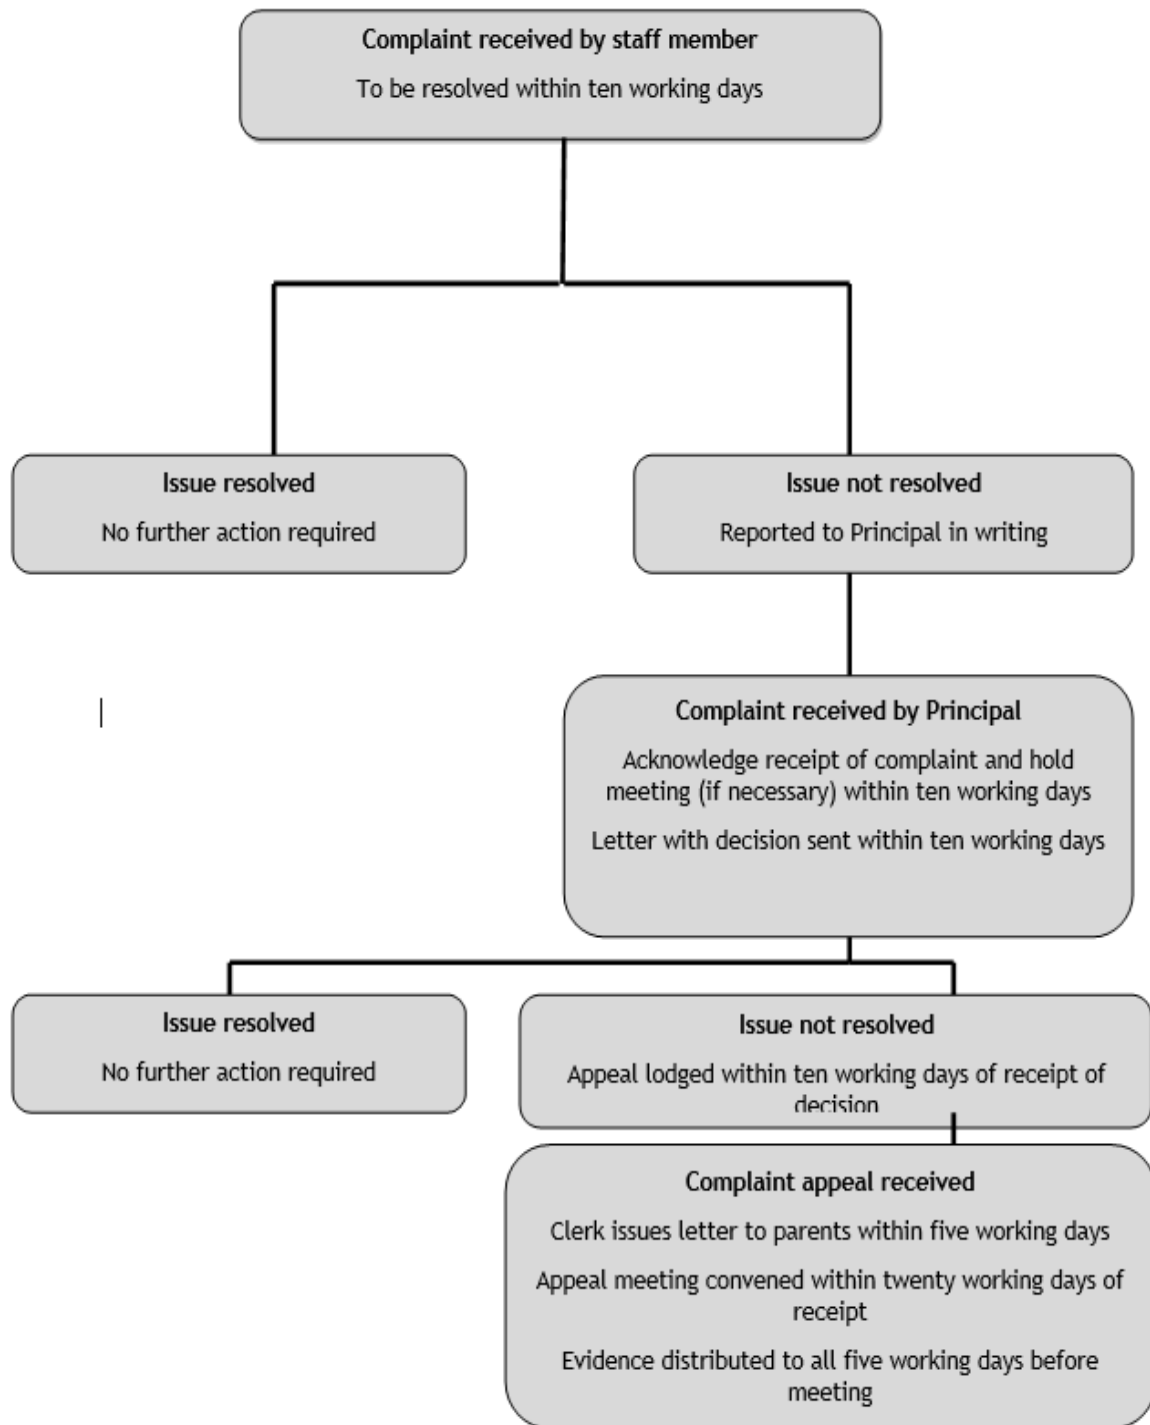 Complaint received by staff member
To be resolved within ten working days
Issue resolved
No further action required
Issue not resolved
Reported to Principal in writing
Complaint received by Principal
Acknowledge receipt of complaint and hold
meeting (if necessary) within ten working days
Letter with decision sent within ten working days
Issue resolved
No further action required
Issue not resolved
Appeal lodged within ten working days of receipt of
decision
Complaint appeal received
Clerk issues letter to parents within five working days
Appeal meeting convened within twenty working days of
receipt
Evidence distributed to all five working days before
meeting